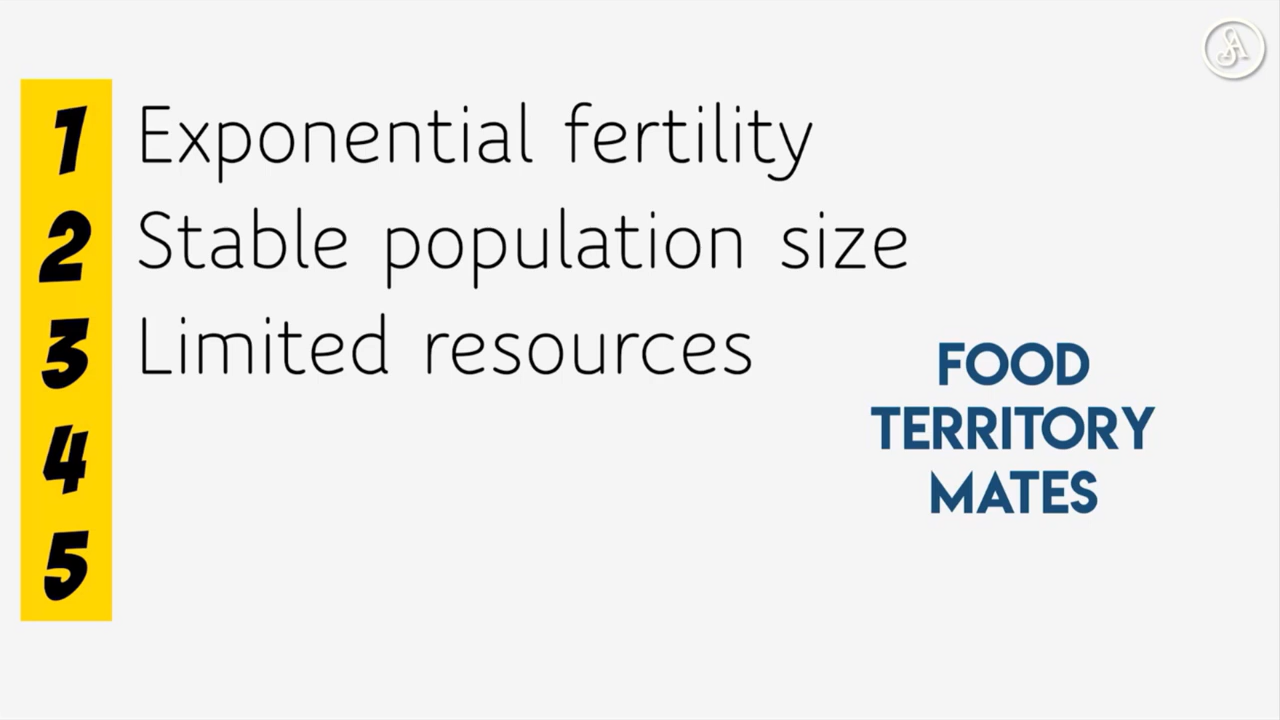 1 Exponential fertility
2 Stable population size
3 Limited resources
FOOD
TERRITORY
MATES
4
5